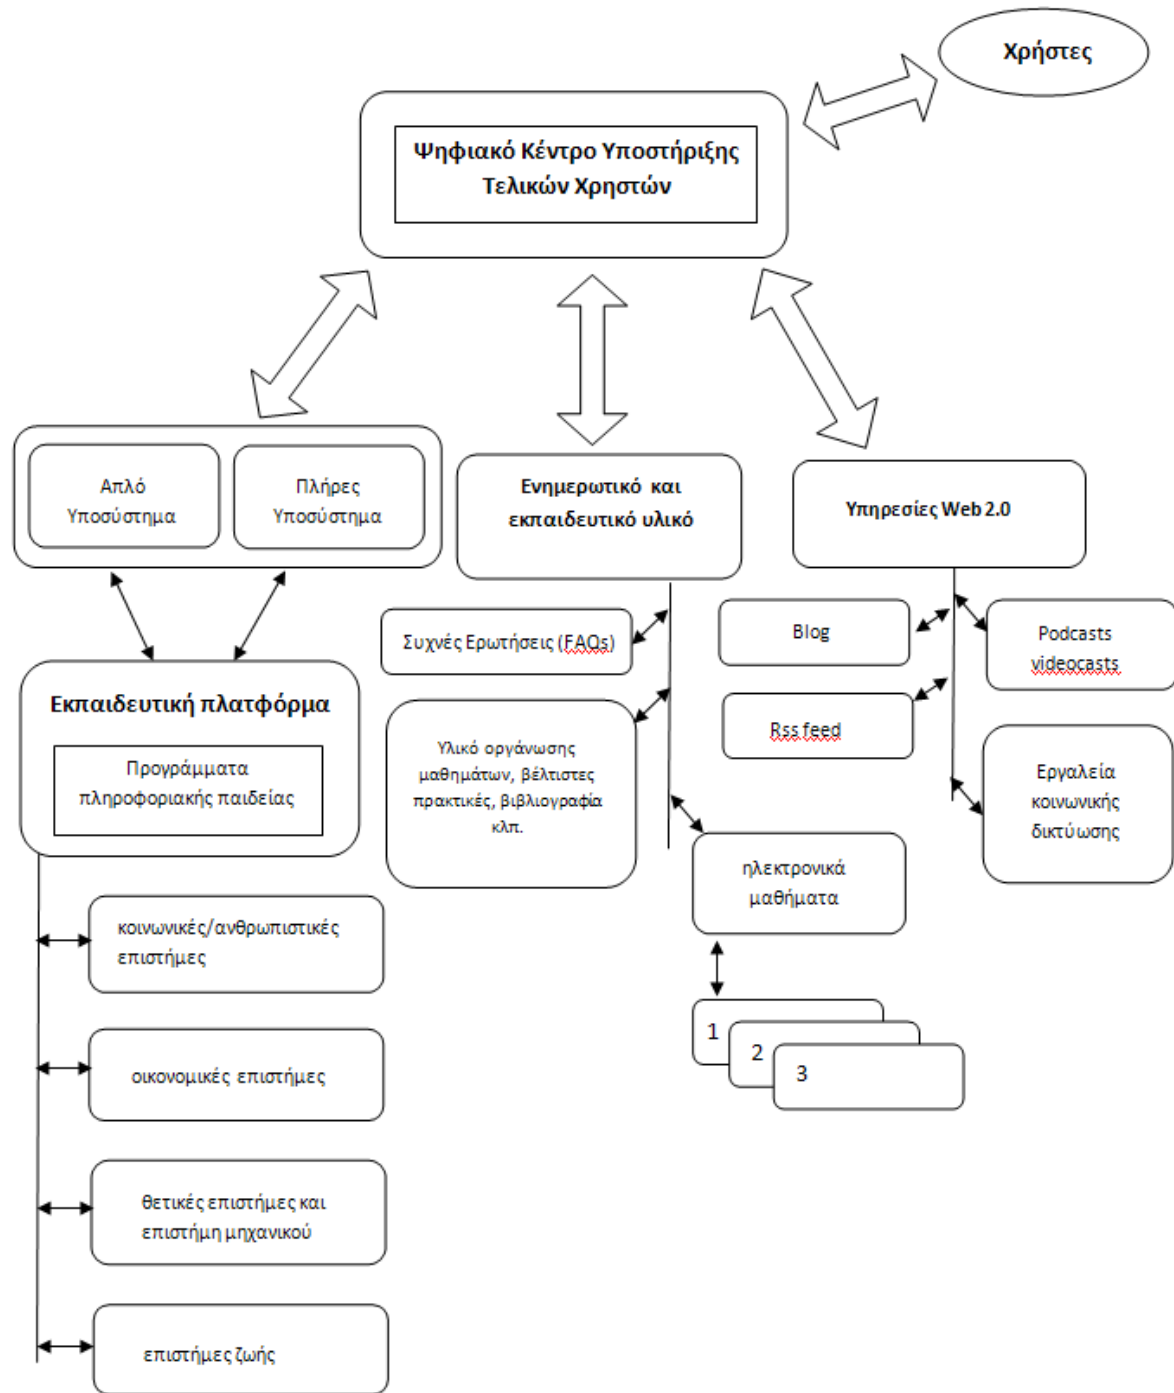 Χρήστες
Ψηφιακό Κέντρο Υποστήριξης
Τελικών Χρηστών
Απλό
Υποσύστημα
Πλήρες
Υποσύστημα
Ενημερωτικό και
εκπαιδευτικό υλικό
Υπηρεσίες Web 2.0
Συχνές Ερωτήσεις (FAQs)
Υλικό οργάνωσης
μαθημάτων, βέλτιστες
πρακτικές, βιβλιογραφία
κλπ.
ηλεκτρονικά
μαθήματα
1
2
3
Blog
Podcasts
videocasts
Rss feed
Εργαλεία
κοινωνικής
δικτύωσης
Εκπαιδευτική πλατφόρμα
Προγράμματα
πληροφοριακής παιδείας
κοινωνικές/ανθρωπιστικές
επιστήμες
οικονομικές επιστήμες
θετικές επιστήμες και
επιστήμη μηχανικού
επιστήμες ζωής